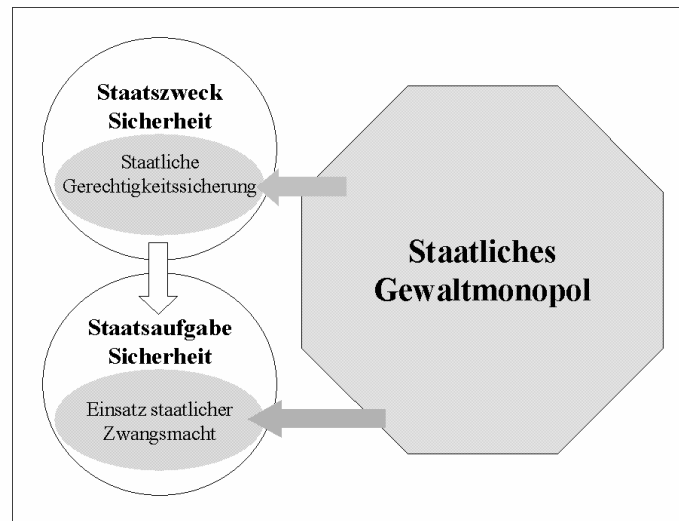 Staatszweck
Sicherheit
Staatliche
Gerechtigkeitssicherung
Staatsaufgabe
Sicherheit
Einsatz staatlicher
Zwangsmacht
Staatliches
Gewaltmonopol